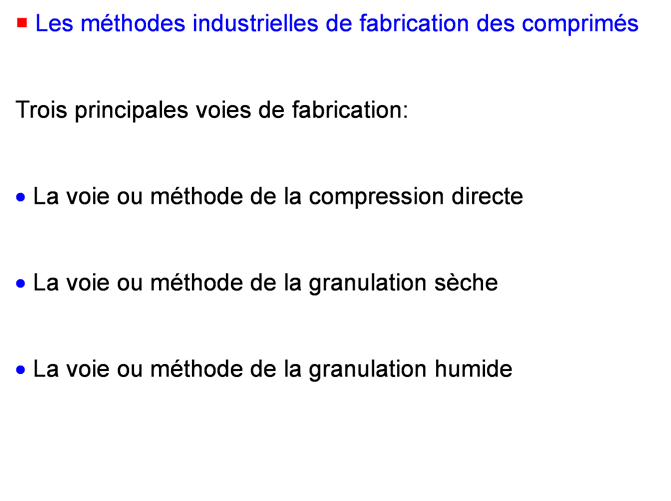 ▪ Les méthodes industrielles de fabrication des comprimés
Trois principales voies de fabrication:
• La voie ou méthode de la compression directe
• La voie ou méthode de la granulation sèche
• La voie ou méthode de la granulation humide